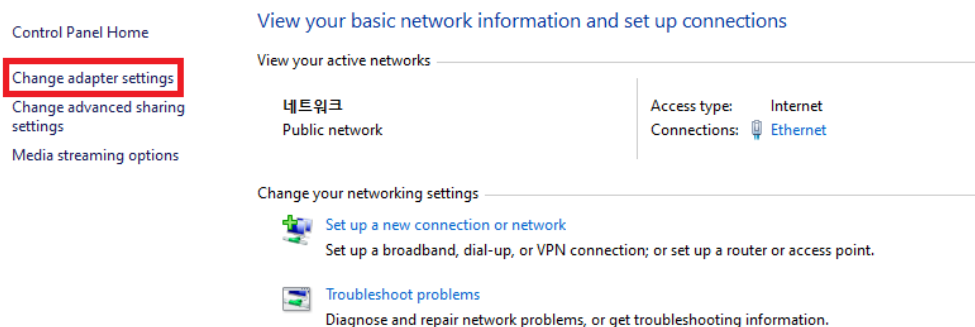 Control Panel Home
Change adapter settings
Change advanced sharing
settings
Media streaming options
View your basic network information and set up connections
View your active networks
네트워크
Public network
Access type: Internet
Connections: Ethernet
Change your networking settings
Set up a new connection or network
Set up a broadband, dial-up, or VPN connection; or set up a router or access point.
Troubleshoot problems
Diagnose and repair network problems, or get troubleshooting information.